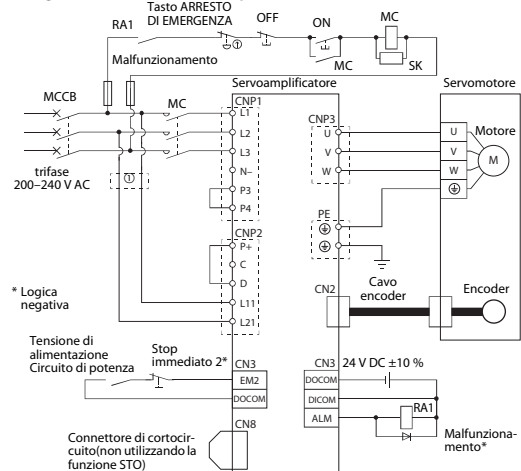 Tasto ARRESTO
DI EMERGENZA
OFF
ON
MC
RA1
①
Malfunzionamento
MC
SK
Servoamplificatore
Servomotore
MCCB
MC
CNP1
L1
L2
L3
N–
P3
P4
trifase
200–240 V AC
①
CNP3
U
V
W
U
V
W
Motore
M
PE
CNP2
P+
C
D
L11
L21
* Logica
negativa
CN2
Cavo
encoder
Encoder
Tensione di
alimentazione
Circuito di potenza
Stop
immediato 2*
CN3
EM2
DOCOM
CN3
24 V DC ±10 %
DOCOM
DICOM
ALM
RA1
Malfunziona-
mento*
CN8
Connettore di cortocir-
cuito(non utilizando la
funzione STO)